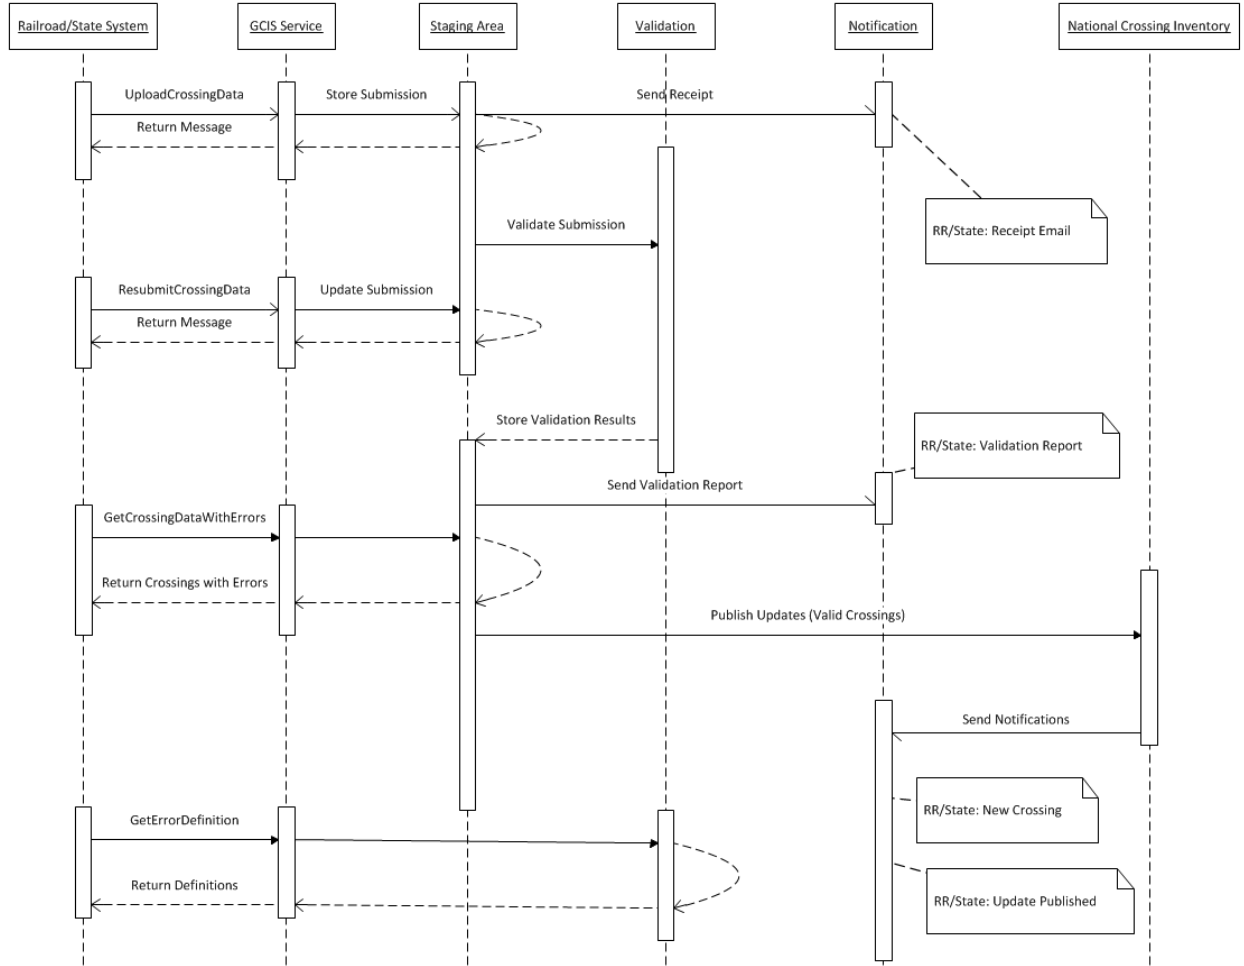 Railroad/State System
GCIS Service
Staging Area
Validation
Notification
National Crossing Inventory
UploadCrossingData
Store Submission
Send Receipt
Return Message
Validate Submission
RR/State: Receipt Email
ResubmitCrossingData
Update Submission
Return Message
Store Validation Results
RR/State: Validation Report
Send Validation Report
GetCrossingDataWithErrors
Return Crossings with Errors
Publish Updates (Valid Crossings)
Send Notifications
RR/State: New Crossing
GetErrorDefinition
Return Definitions
RR/State: Update Published